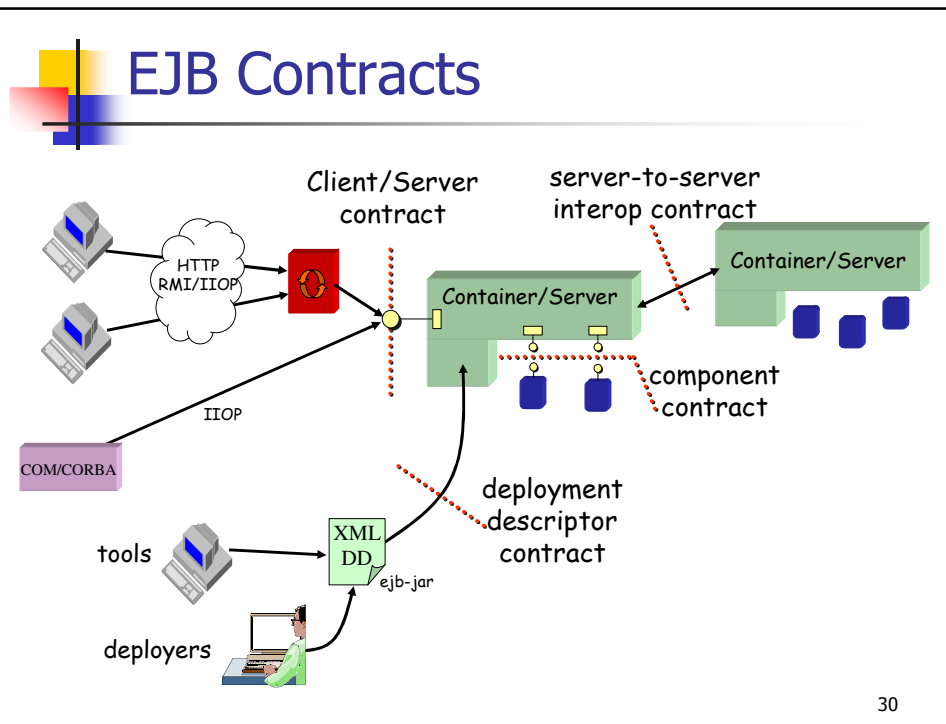 EJB Contracts
Client/Server
contract
server-to-server
interop contract
HTTP
RMI/IIOP
Container/Server
Container/Server
component
contract
IIOP
COM/CORBA
deployment
descriptor
contract
tools
XML
DD
ejb-jar
deployers
30